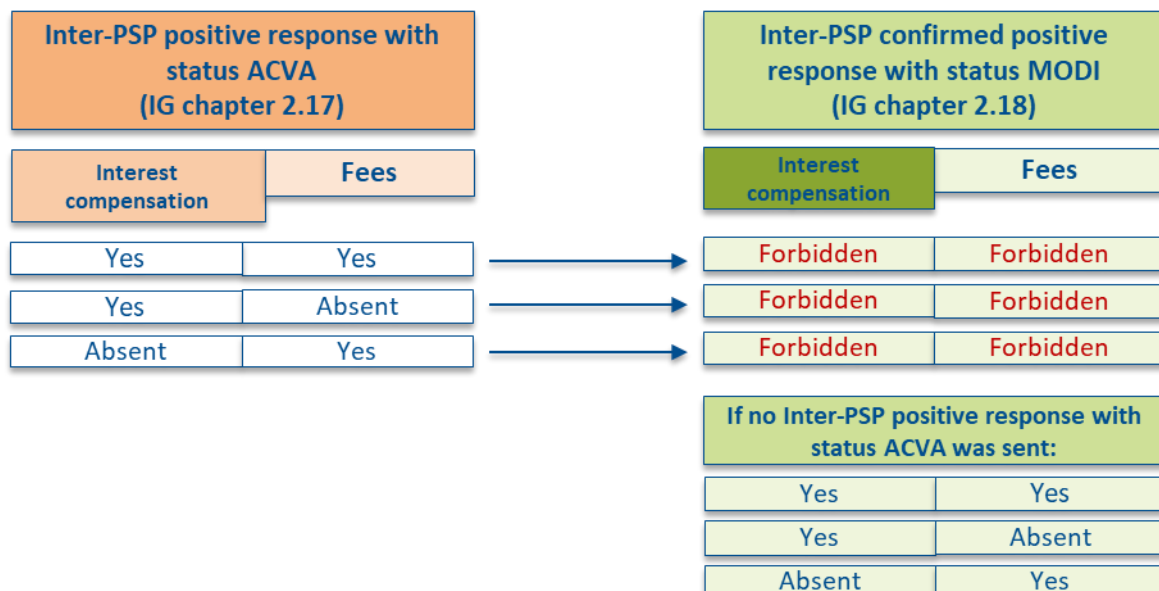 Inter-PSP positive response with
status ACVA
(IG chapter 2.17)
Inter-PSP confirmed positive
response with status MODI
(IG chapter 2.18)
Interest
compensation
Fees
Interest
compensation
Fees
Yes Yes Forbidden Forbidden
Yes Absent Forbidden Forbidden
Absent Yes Forbidden Forbidden
If no Inter-PSP positive response with
status ACVA was sent:
Yes Yes
Yes Absent
Absent Yes